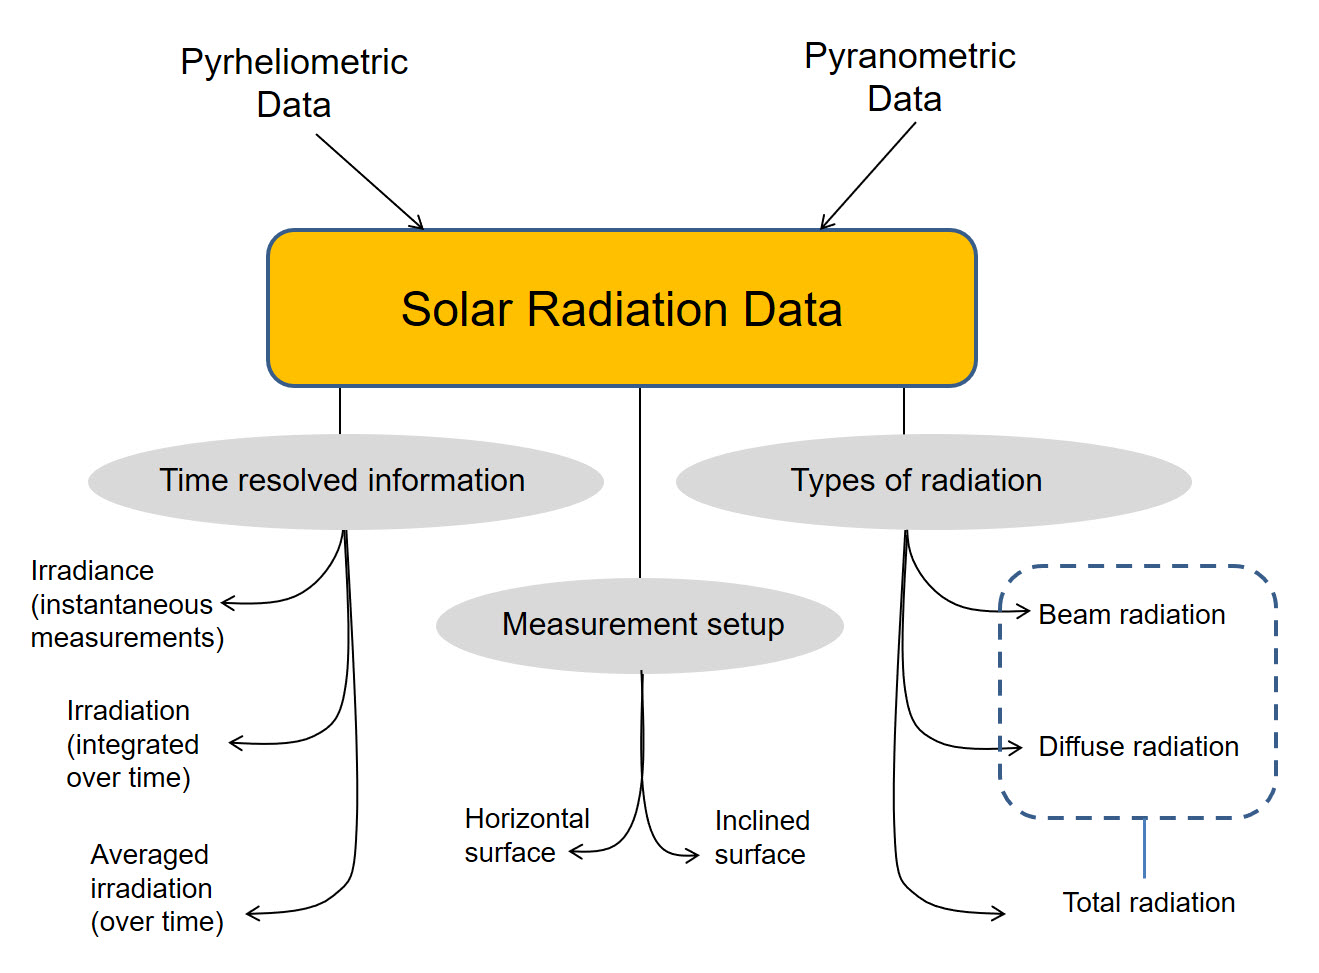 Pyrheliometric
Data
Pyranometric
Data
Solar Radiation Data
Time resolved information
Types of radiation
Irradiance
(instantaneous
measurements)
Irradiation
(integrated
over time)
Averaged
irradiation
(over time)
Measurement setup
Horizontal
surface
Inclined
surface
Beam radiation
Diffuse radiation
Total radiation